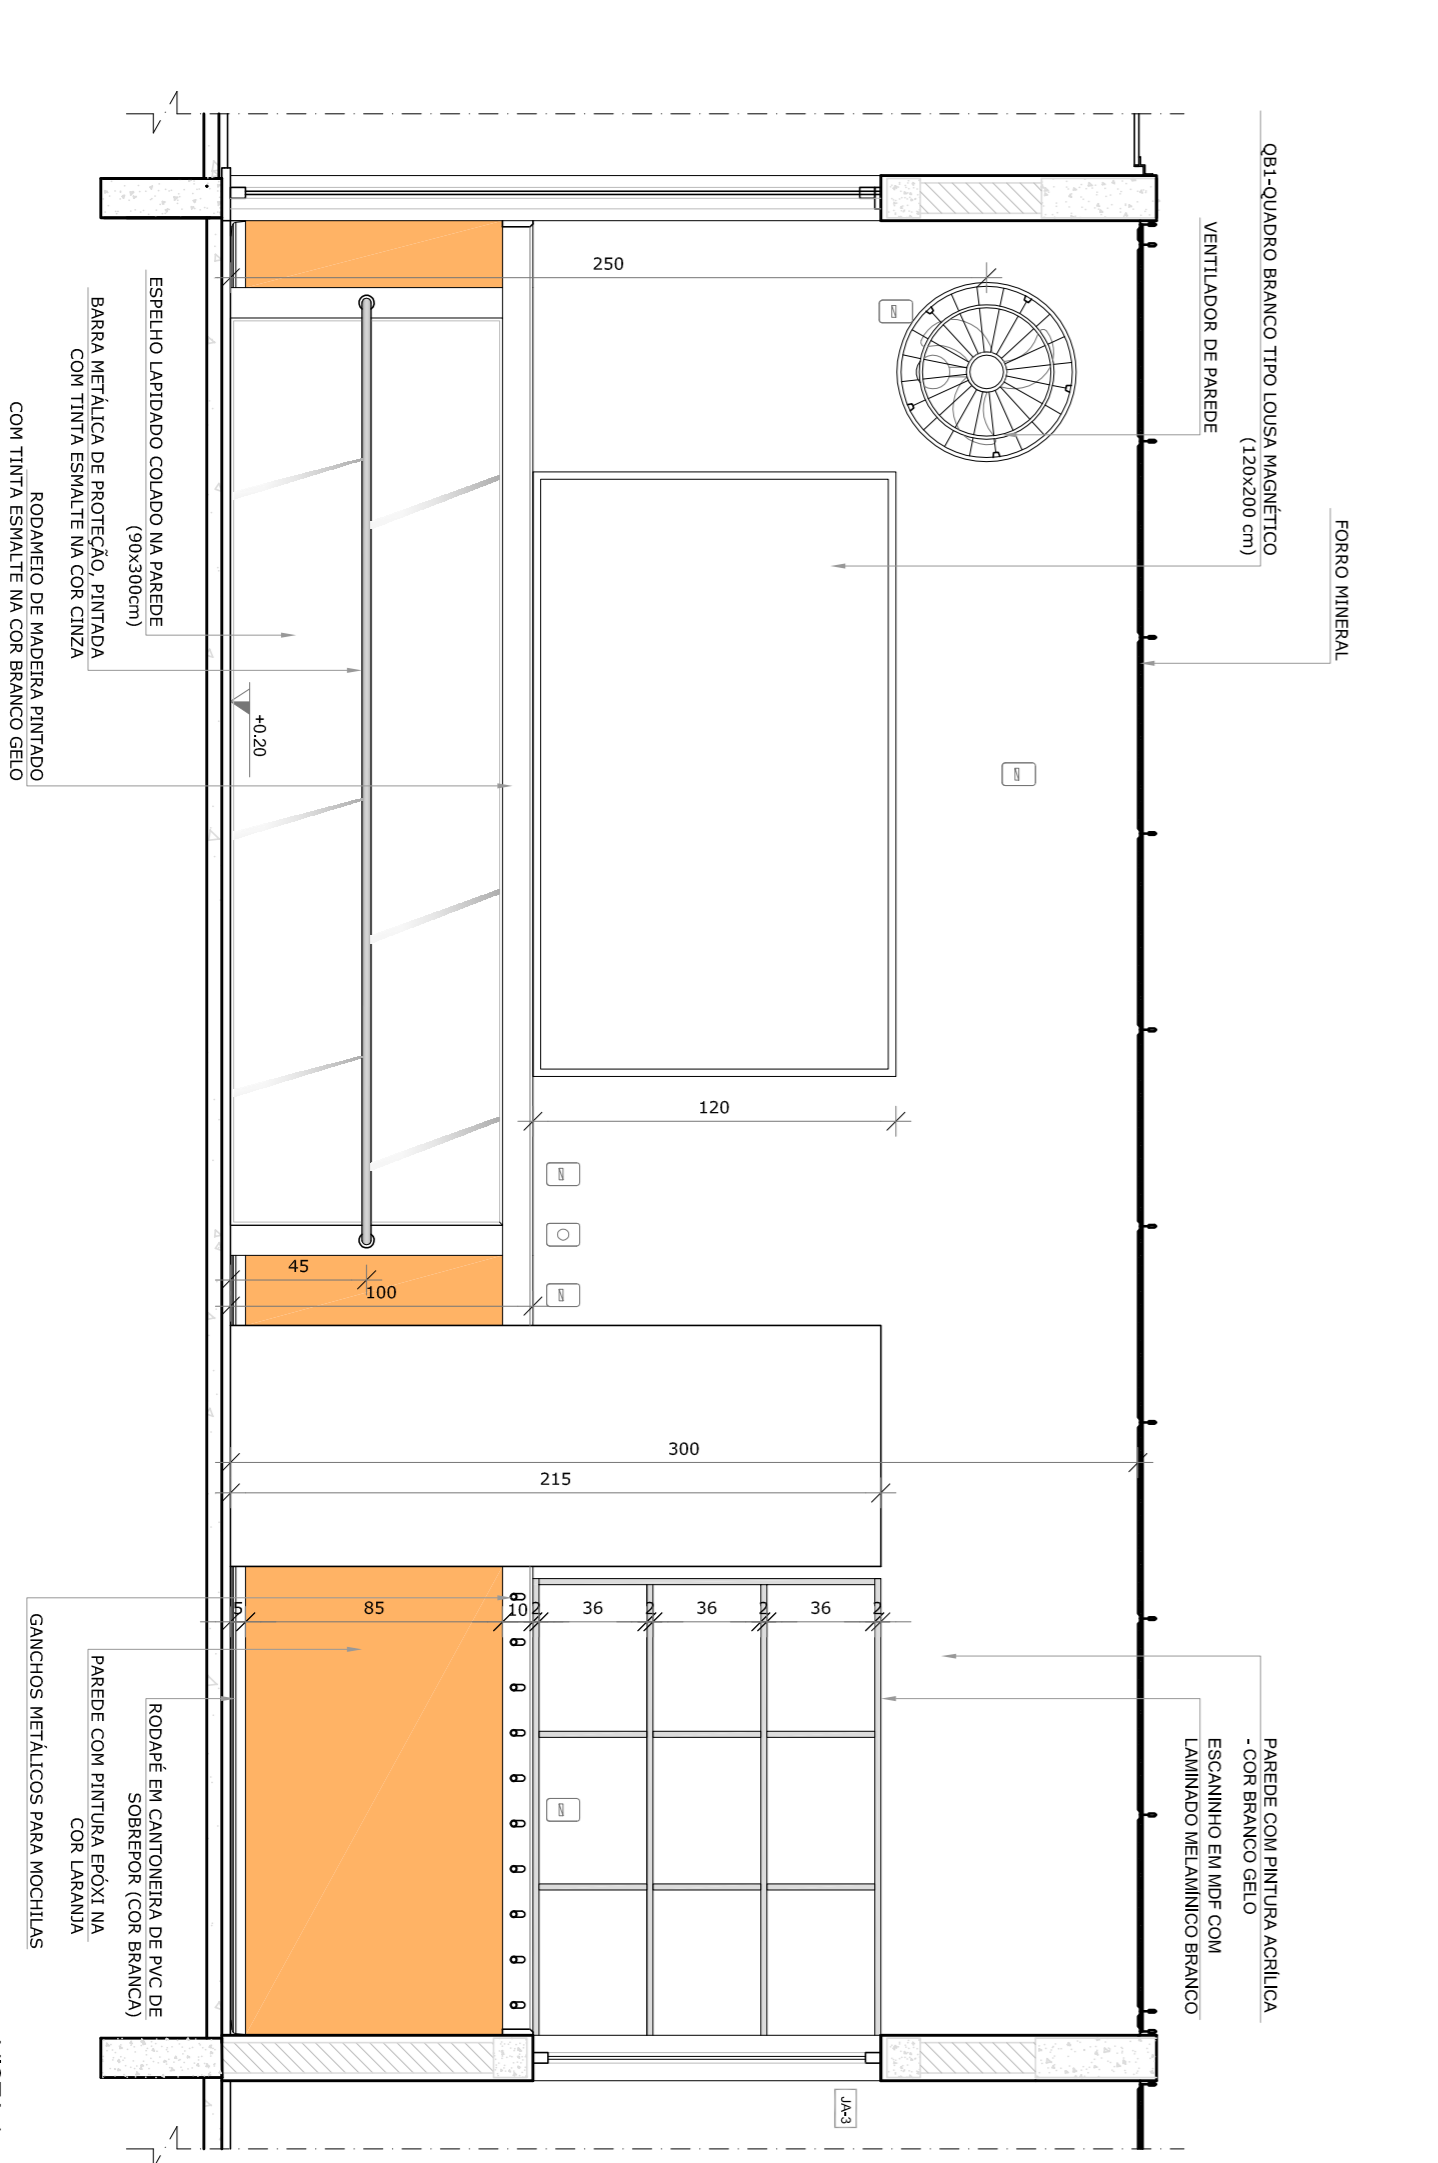 FORRO MINERAL
QB1-QUADRO BRANCO TIPO LOUSA MAGNÉTICO
(120x200 cm)
VENTILADOR DE PAREDE
PAREDE COM PINTURA ACRÍLICA
- COR BRANCO GELO
ESCANINHO EM MDF COM
LAMINADO MELAMÍNICO BRANCO
250
120
+0.20
45
100
300
215
5
85
10
2
36
2
36
2
36
2
JA-3
ESPELHO LAPIDADO COLADO NA PAREDE
(90x300cm)
BARRA METÁLICA DE PROTEÇÃO, PINTADA
COM TINTA ESMALTE NA COR CINZA
RODAMEIO DE MADEIRA PINTADO
COM TINTA ESMALTE NA COR BRANCO GELO
RODAPÉ EM CANTONEIRA DE PVC DE
SOBREPOR (COR BRANCA)
PAREDE COM PINTURA EPÓXI NA
COR LARANJA
GANCHOS METÁLICOS PARA MOCHILAS